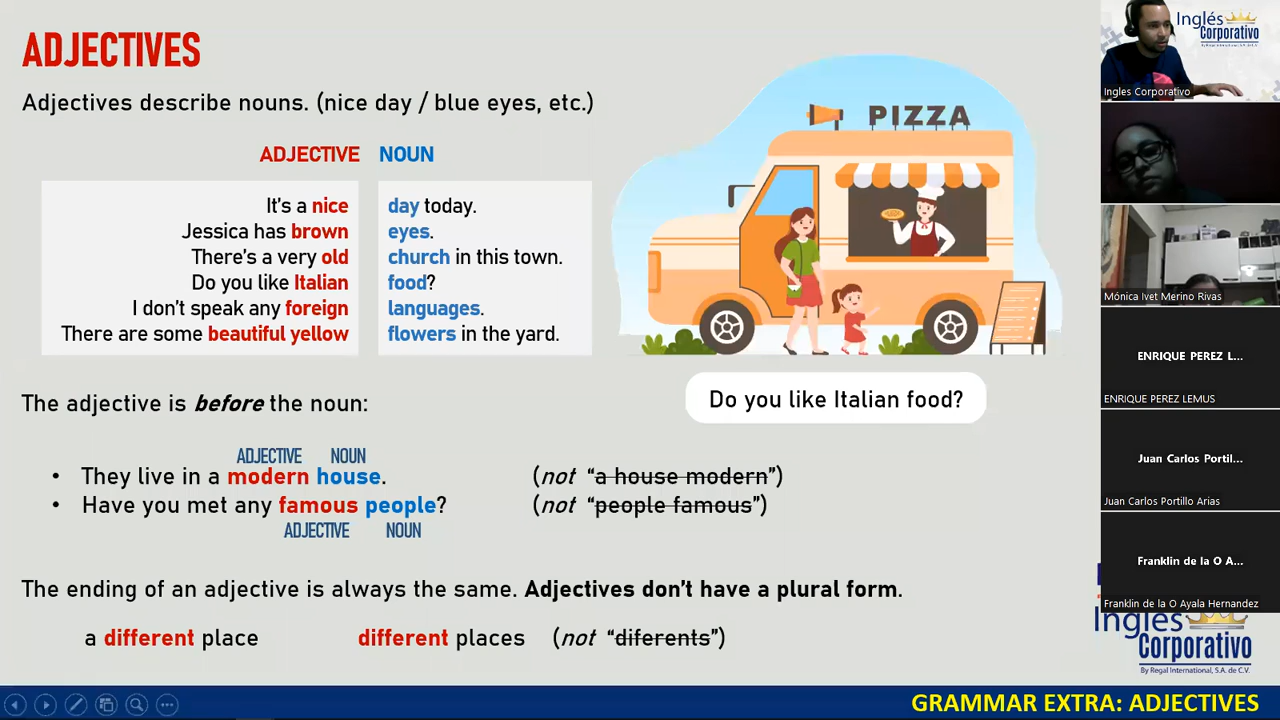 ADJECTIVES
Adjectives describe nouns. (nice day / blue eyes, etc.)
ADJECTIVE NOUN
It's a nice day today.
Jessica has brown eyes.
There's a very old church in this town.
Do you like Italian food?
I don't speak any foreign languages.
There are some beautiful yellow flowers in the yard.
PIZZA
Do you like Italian food?
The adjective is before the noun:
ADJECTIVE NOUN
• They live in a modern house. (not “a house modern”)
• Have you met any famous people? (not “people famous”)
ADJECTIVE NOUN
The ending of an adjective is always the same. Adjectives don't have a plural form.
a different place different places (not “diferents”)
GRAMMAR EXTRA: ADJECTIVES
Inglés
Corporativo
By Regal International, S.A. de C.V.
Ingles Corporativo
Mónica Ivet Merino Rivas
ENRIQUE PEREZ L...
ENRIQUE PEREZ LEMUS
Juan Carlos Portil...
Juan Carlos Portillo Arias
Franklin de la O A...
Franklin de la O Ayala Hernandez
Inglés
Corporativo
By Regal International, S.A. de C.V.